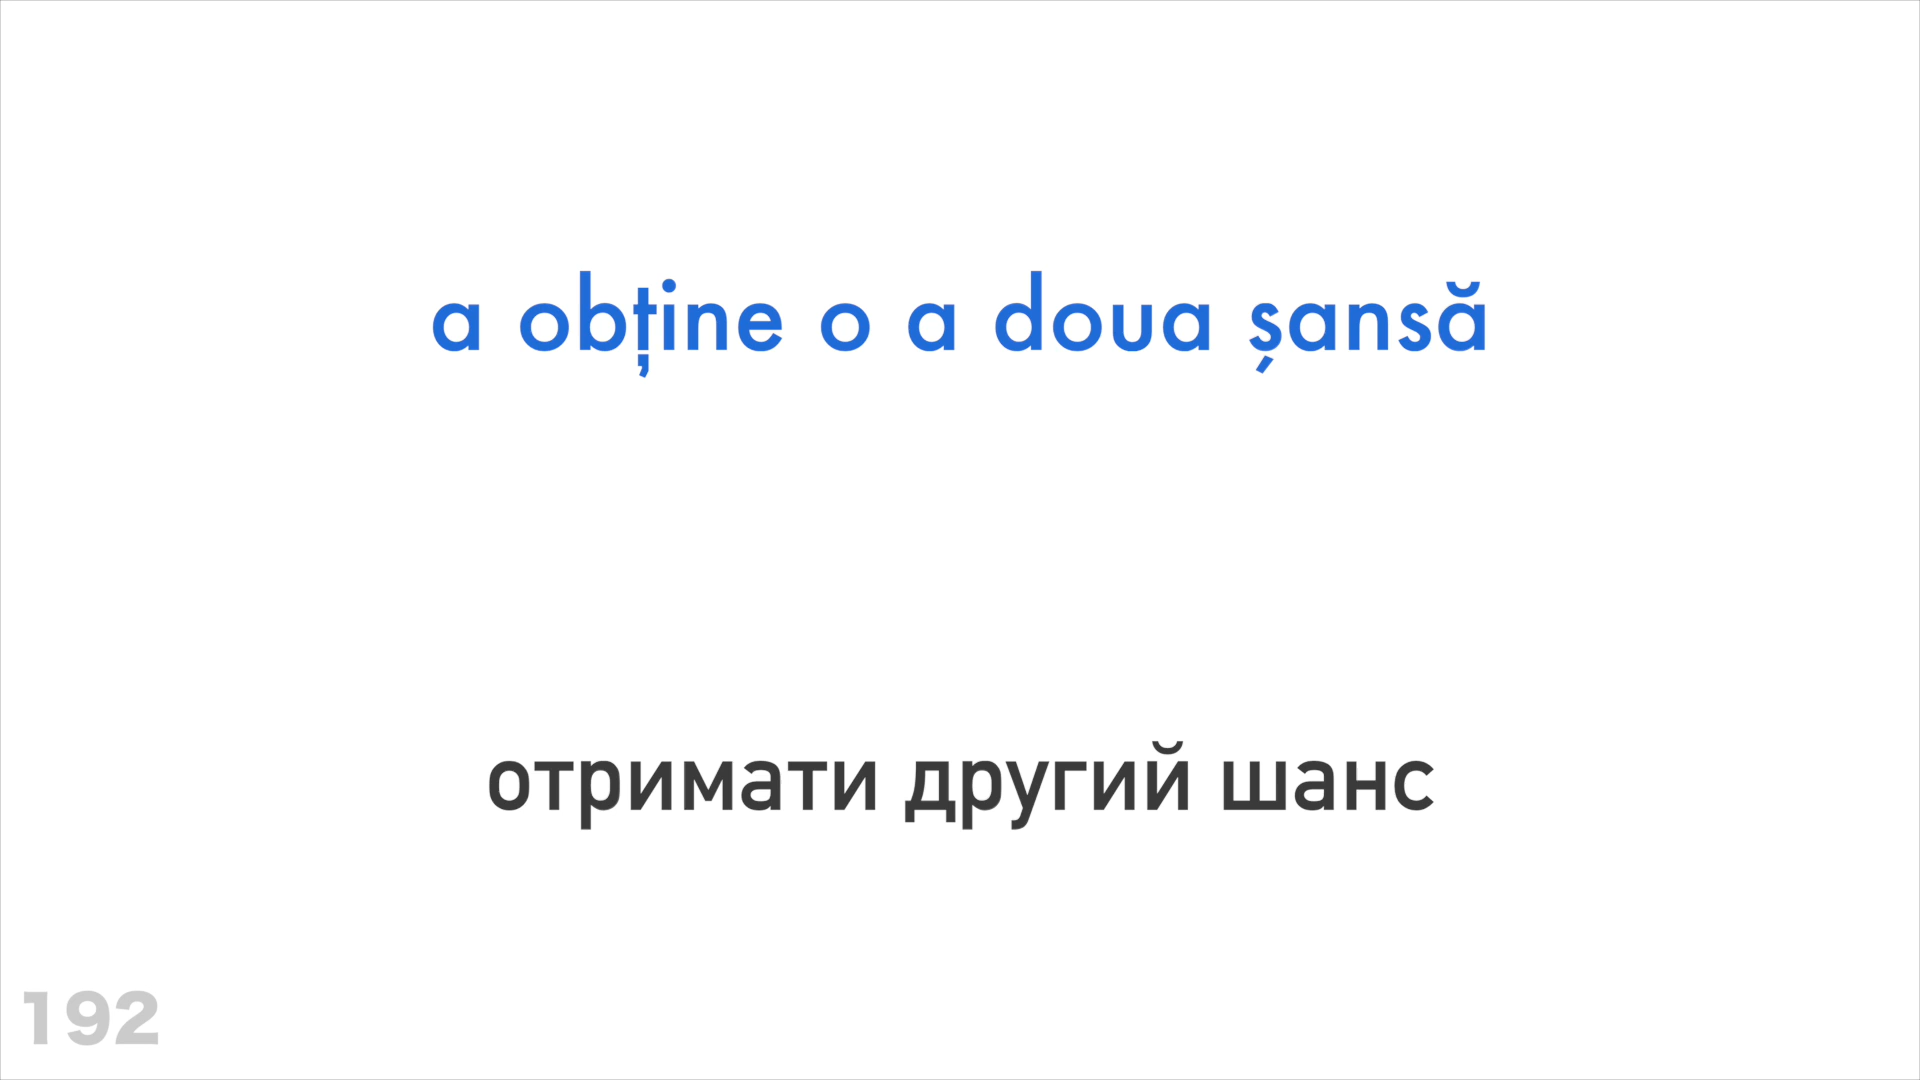 a obține o a doua șansă
отримати другий шанс
192